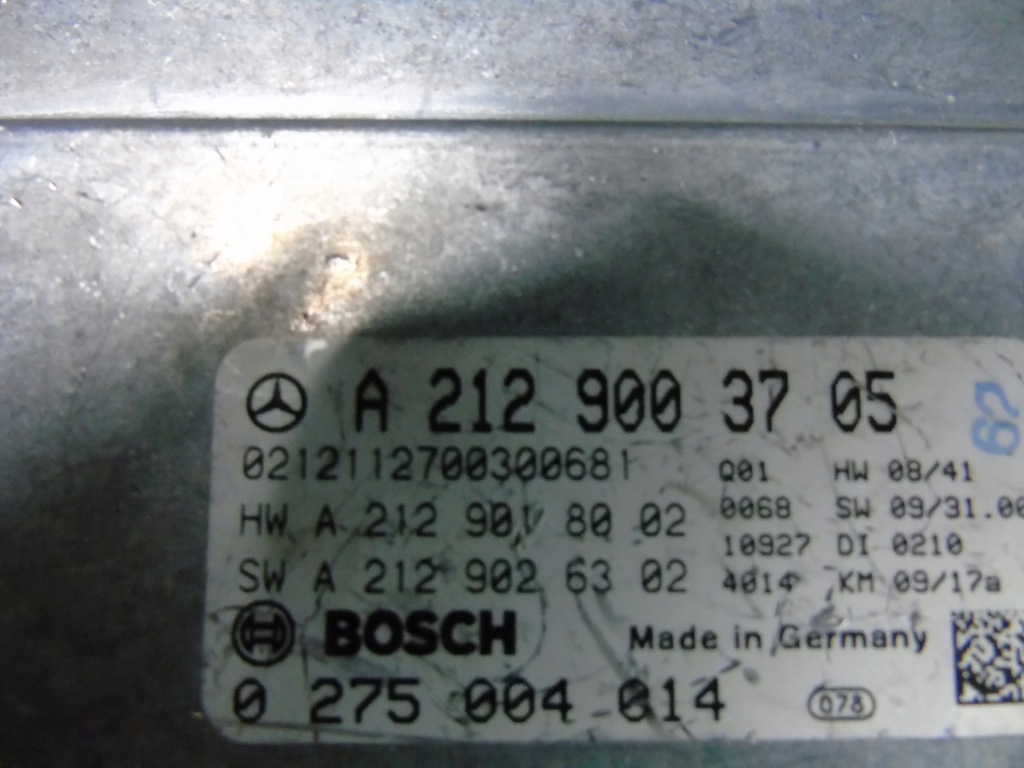 A 212 900 37 05
0212112700300681 Q01 HW 08/41
HW A 212 901 80 02 0068 SW 09/31.00
SW A 212 902 63 02 10927 DI 0210
4014 KM 09/17a
BOSCH Made in Germany
0 275 004 014 078
67